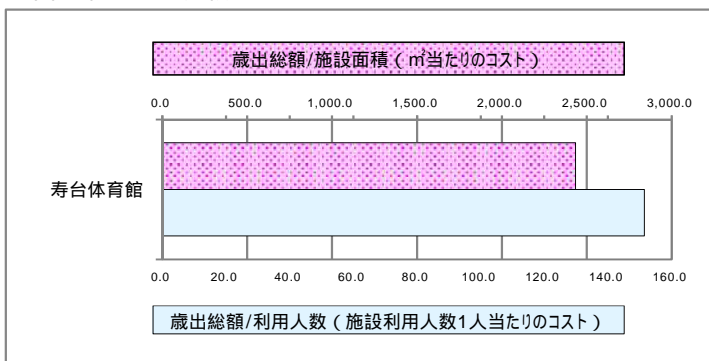 歳出総額/施設面積(㎡当たりのコスト)
0.0 500.0 1,000.0 1,500.0 2,000.0 2,500.0 3,000.0
寿台体育館
0.0 20.0 40.0 60.0 80.0 100.0 120.0 140.0 160.0
歳出総額/利用人数(施設利用人数1人当たりのコスト)